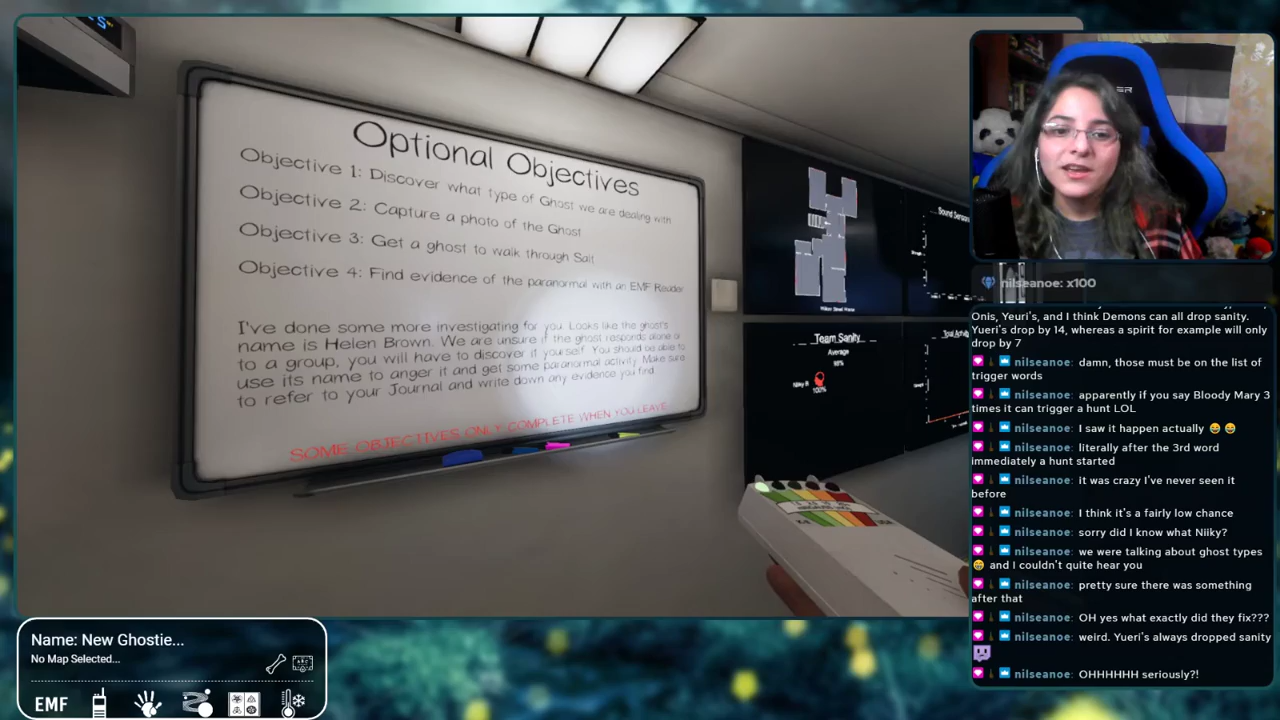 Optional Objectives
Objective 1: Discover what type of Ghost we are dealing with
Objective 2: Capture a photo of the Ghost
Objective 3: Get a ghost to walk through Salt
Objective 4: Find evidence of the paranormal with an EMF Reader
I've done some more investigating for you. Looks like the ghost's
name is Helen Brown. We are unsure if the ghost responds alone or
to a group, you will have to discover it yourself. You should be able to
use its name to anger it and get some paranormal activity. Make sure
to refer to your Journal and write down any evidence you find.
SOME OBJECTIVES ONLY COMPLETE WHEN YOU LEAVE
Team Sanity
Average
100%
nilseanoe: x100
Onis, Yeuri's, and I think Demons can all drop sanity.
Yueri's drop by 14, whereas a spirit for example will only
drop by 7
nilseanoe: damn, those must be on the list of
trigger words
nilseanoe: apparently if you say Bloody Mary 3
times it can trigger a hunt LOL
nilseanoe: I saw it happen actually
nilseanoe: literally after the 3rd word
immediately a hunt started
nilseanoe: it was crazy I've never seen it
before
nilseanoe: I think it's a fairly low chance
nilseanoe: sorry did I know what Niiky?
nilseanoe: we were talking about ghost types
and I couldn't quite hear you
nilseanoe: pretty sure there was something
after that
nilseanoe: OH yes what exactly did they fix???
nilseanoe: weird. Yueri's always dropped sanity
nilseanoe: OHHHHHH seriously?!
Name: New Ghostie...
No Map Selected...
EMF